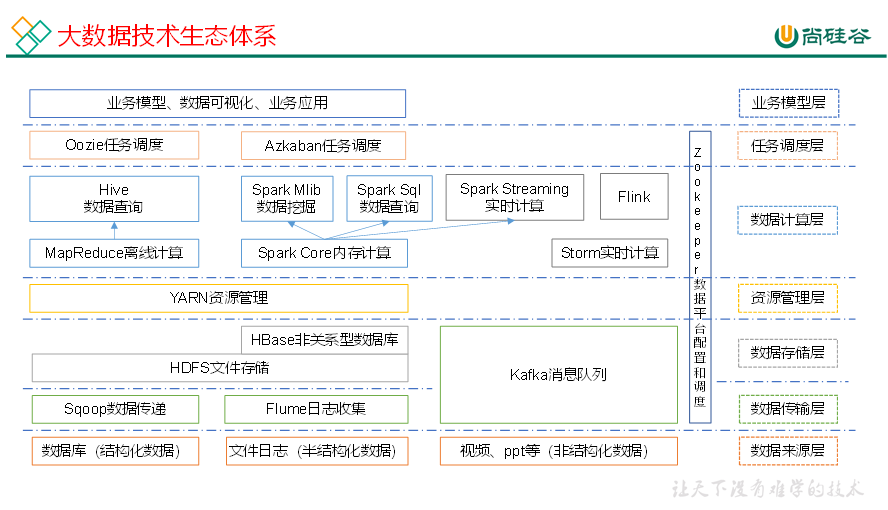 大数据技术生态体系
尚硅谷
业务模型、数据可视化、业务应用
业务模型层
Oozie任务调度
Azkaban任务调度
任务调度层
Hive
数据查询
Spark Mlib
数据挖掘
Spark Sql
数据查询
Spark Streaming
实时计算
Flink
数据计算层
MapReduce离线计算
Spark Core内存计算
Storm实时计算
Zookeeper数据平台配置和调度
YARN资源管理
资源管理层
HBase非关系型数据库
HDFS文件存储
Kafka消息队列
数据存储层
Sqoop数据传递
Flume日志收集
数据传输层
数据库（结构化数据）
文件日志（半结构化数据）
视频、ppt等（非结构化数据）
数据来源层
让天下没有难学的技术